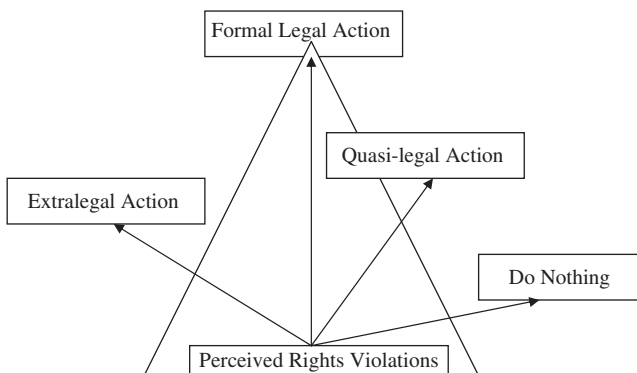 Formal Legal Action
Quasi-legal Action
Extralegal Action
Do Nothing
Perceived Rights Violations